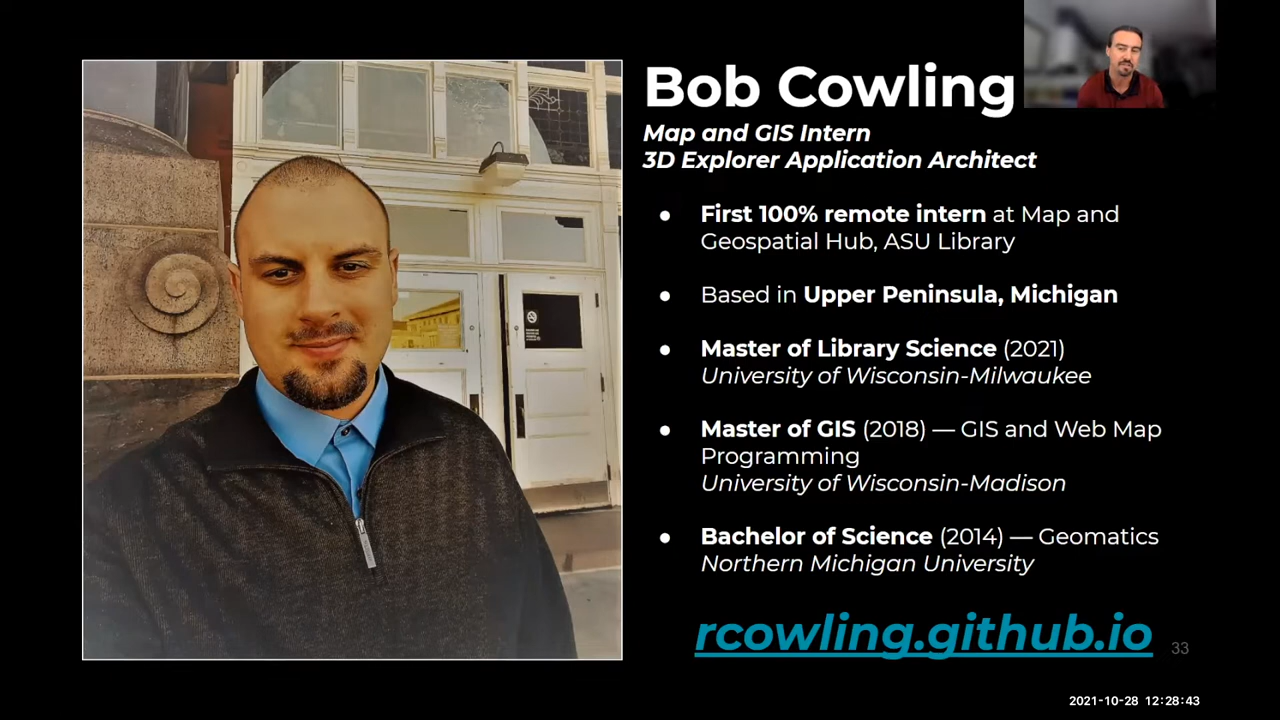 Bob Cowling
Map and GIS Intern
3D Explorer Application Architect
● First 100% remote intern at Map and
Geospatial Hub, ASU Library
● Based in Upper Peninsula, Michigan
● Master of Library Science (2021)
University of Wisconsin-Milwaukee
● Master of GIS (2018) — GIS and Web Map
Programming
University of Wisconsin-Madison
● Bachelor of Science (2014) — Geomatics
Northern Michigan University
rcowling.github.io
33
2021-10-28 12:28:43